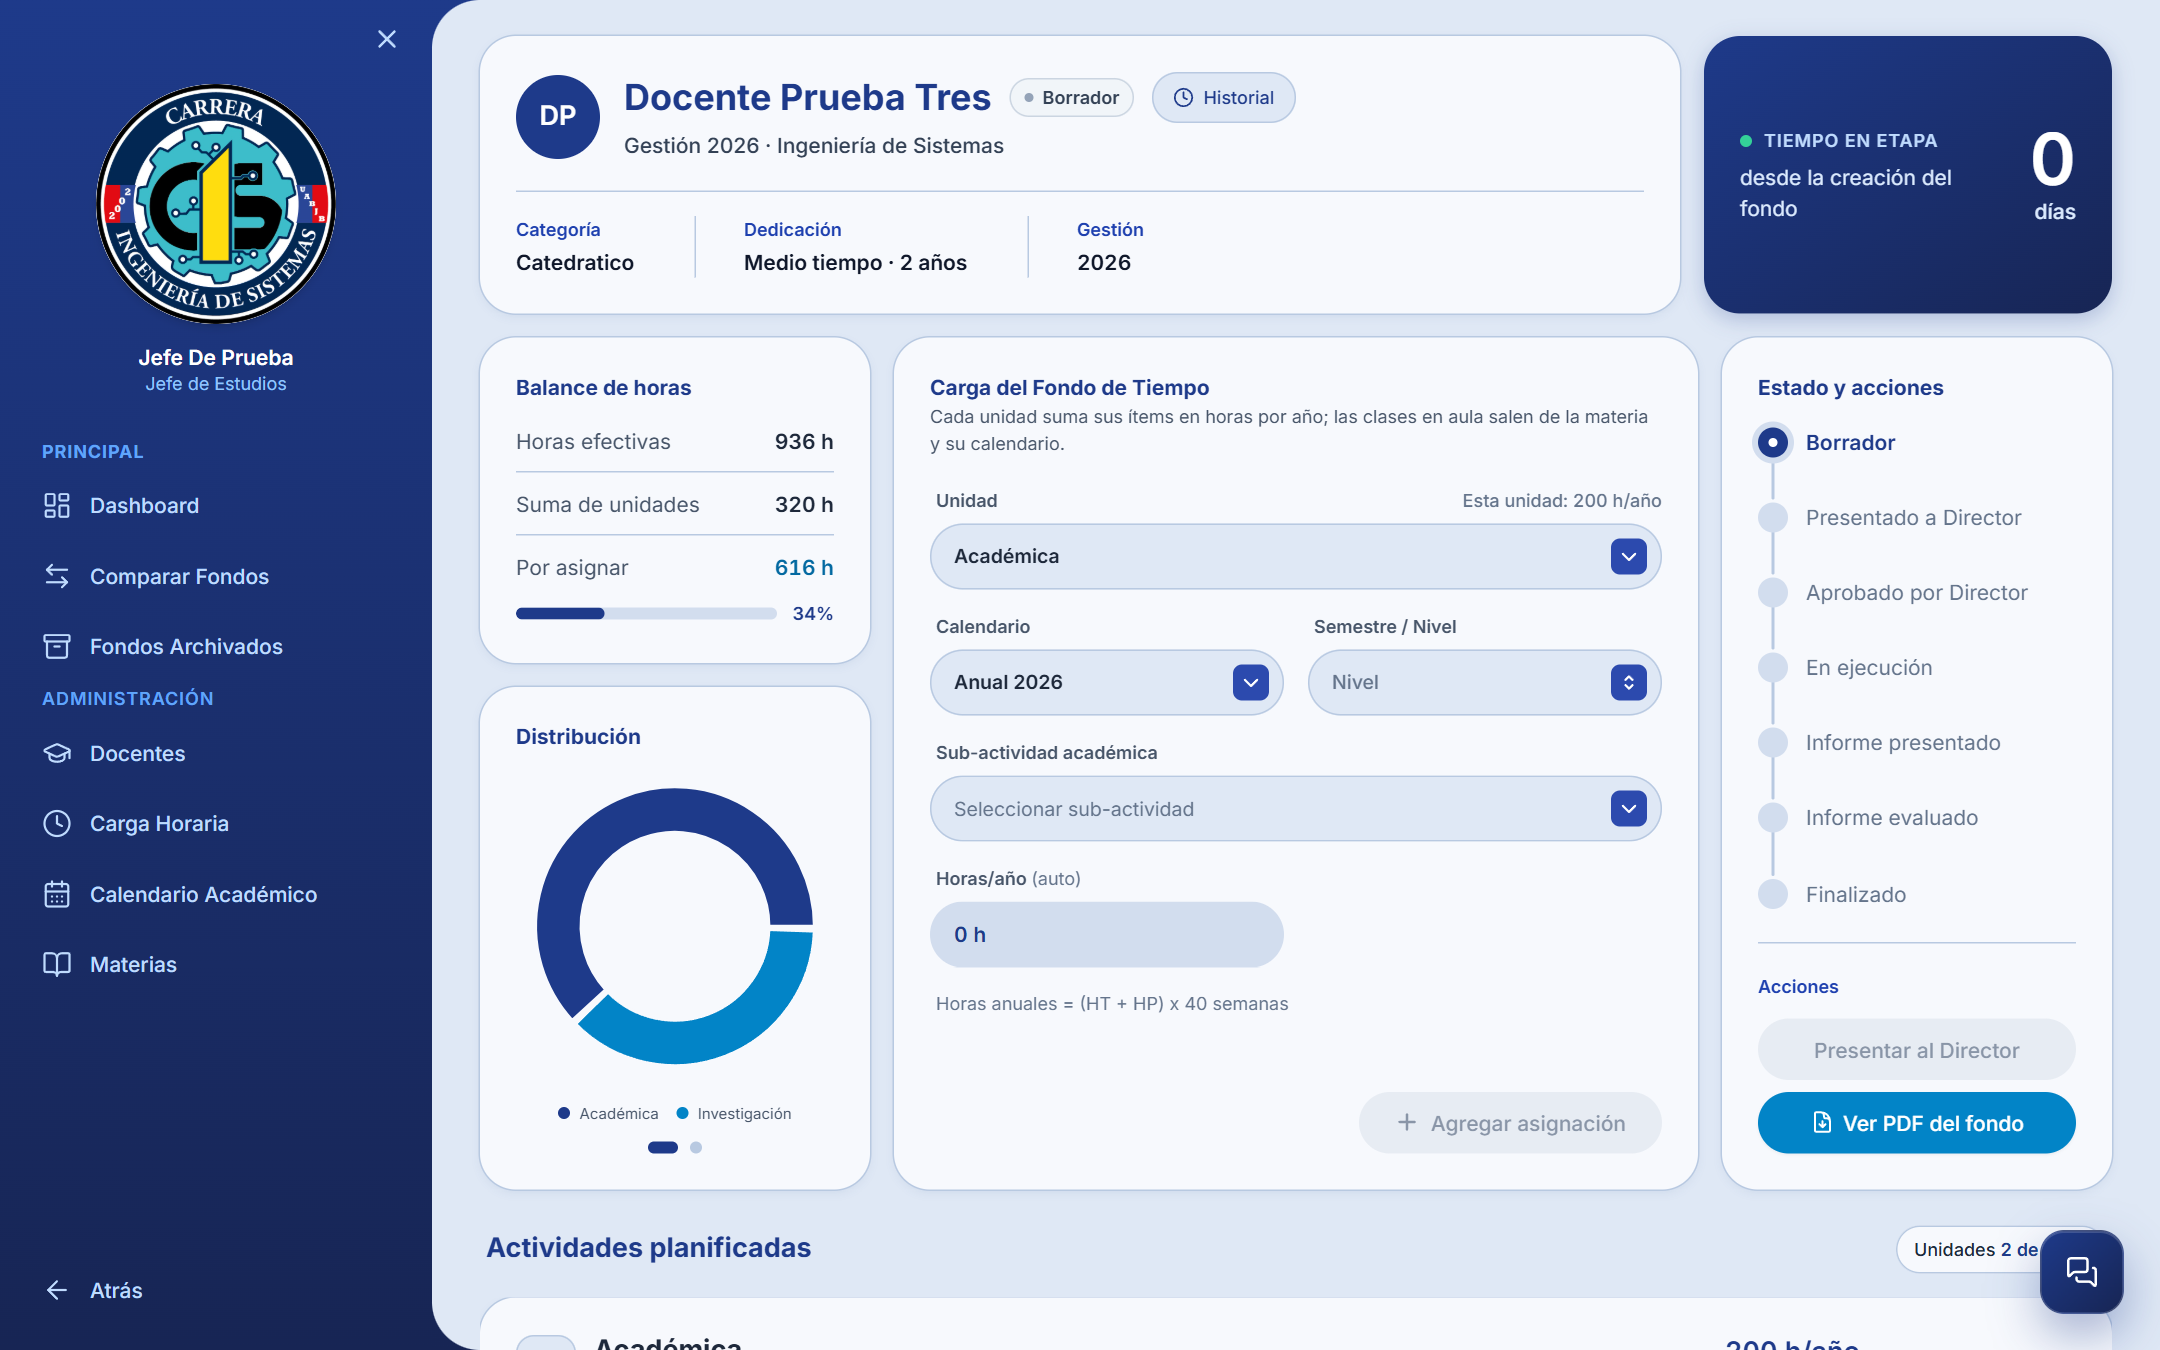 CARRERA
2002
UABJB
INGENIERÍA DE SISTEMAS
Jefe De Prueba
Jefe de Estudios
PRINCIPAL
Dashboard
Comparar Fondos
Fondos Archivados
ADMINISTRACIÓN
Docentes
Carga Horaria
Calendario Académico
Materias
Atrás
DP
Docente Prueba Tres
Borrador
Historial
Gestión 2026 · Ingeniería de Sistemas
Categoría
Catedratico
Dedicación
Medio tiempo · 2 años
Gestión
2026
TIEMPO EN ETAPA
desde la creación del
fondo
0
días
Balance de horas
Horas efectivas 936 h
Suma de unidades 320 h
Por asignar 616 h
34%
Distribución
Académica Investigación
Carga del Fondo de Tiempo
Cada unidad suma sus ítems en horas por año; las clases en aula salen de la materia
y su calendario.
Unidad Esta unidad: 200 h/año
Académica
Calendario Semestre / Nivel
Anual 2026 Nivel
Sub-actividad académica
Seleccionar sub-actividad
Horas/año (auto)
0 h
Horas anuales = (HT + HP) x 40 semanas
Agregar asignación
Estado y acciones
Borrador
Presentado a Director
Aprobado por Director
En ejecución
Informe presentado
Informe evaluado
Finalizado
Acciones
Presentar al Director
Ver PDF del fondo
Actividades planificadas
Unidades 2 de
Académica 200 h/año